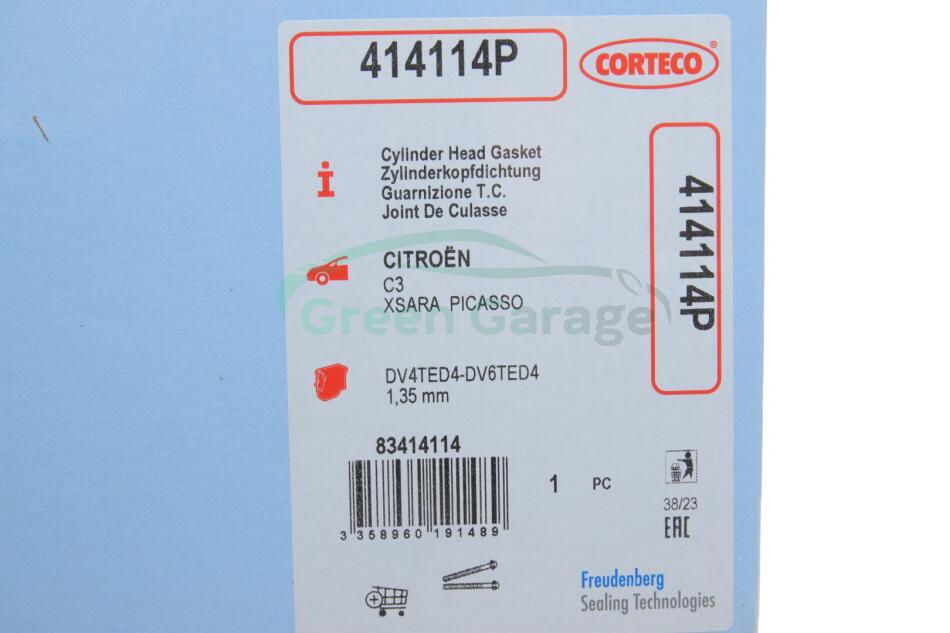 414114P
CORTECO®
Cylinder Head Gasket
Zylinderkopfdichtung
Guarnizione T.C.
Joint De Culasse
414114P
CITROËN
C3
XSARA PICASSO
Green Garage
DV4TED4-DV6TED4
1,35 mm
83414114
3 358960 191489
1 PC
38/23
EAC
Freudenberg
Sealing Technologies